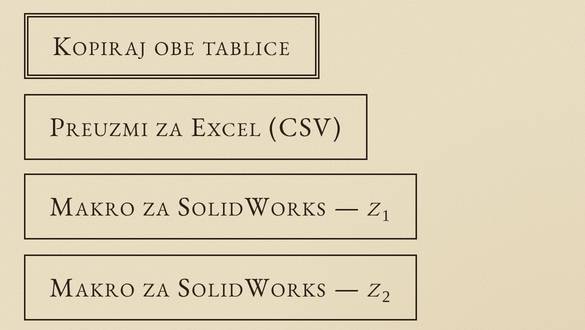 Kopiraj obe tablice
Preuzmi za Excel (CSV)
Makro za SolidWorks — z₁
Makro za SolidWorks — z₂